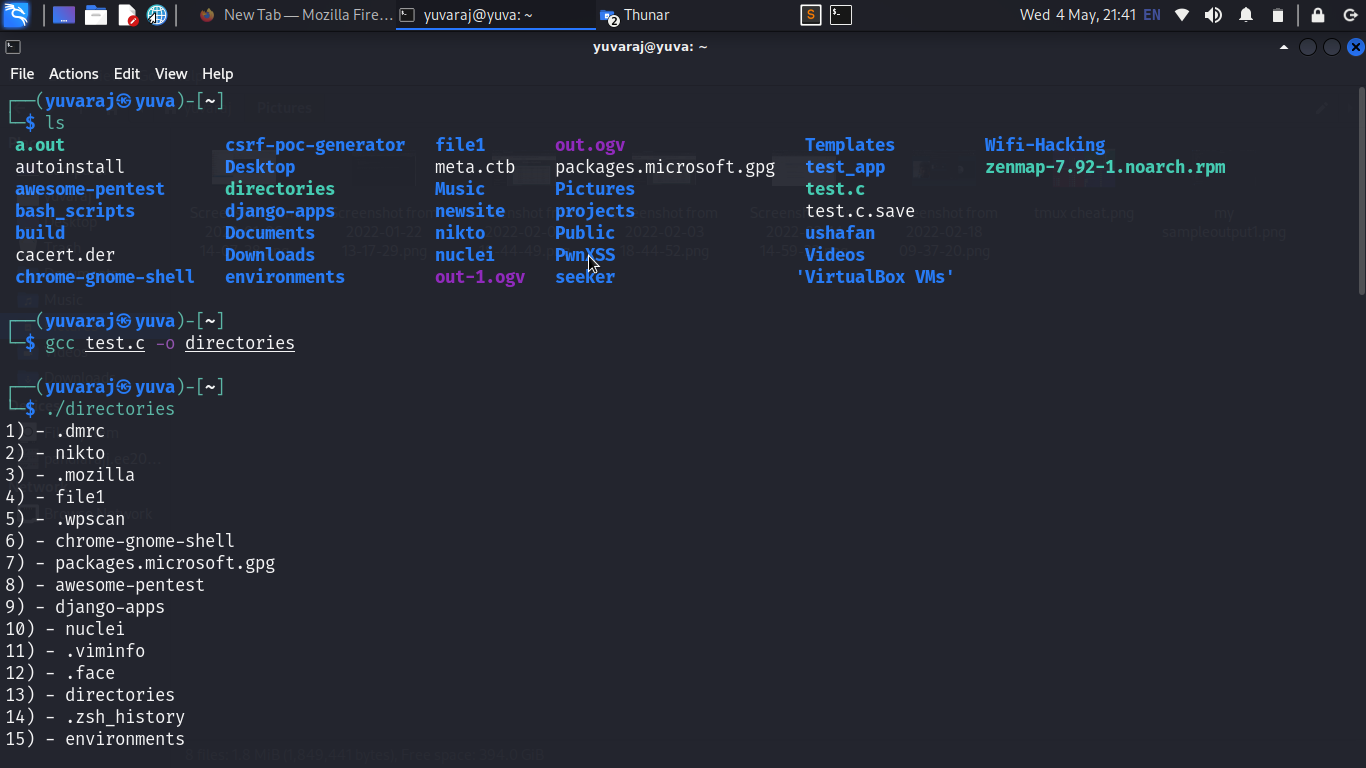 New Tab — Mozilla Fire... yuvaraj@yuva: ~ 2 Thunar S Wed 4 May, 21:41 EN
yuvaraj@yuva: ~
File Actions Edit View Help
┌──(yuvaraj㉿yuva)-[~]
└─$ ls
a.out csrf-poc-generator file1 out.ogv Templates Wifi-Hacking
autoinstall Desktop meta.ctb packages.microsoft.gpg test_app zenmap-7.92-1.noarch.rpm
awesome-pentest directories Music Pictures test.c
bash_scripts django-apps newsite projects test.c.save
build Documents nikto Public ushafan
cacert.der Downloads nuclei PwnXSS Videos
chrome-gnome-shell environments out-1.ogv seeker 'VirtualBox VMs'
┌──(yuvaraj㉿yuva)-[~]
└─$ gcc test.c -o directories
┌──(yuvaraj㉿yuva)-[~]
└─$ ./directories
1) - .dmrc
2) - nikto
3) - .mozilla
4) - file1
5) - .wpscan
6) - chrome-gnome-shell
7) - packages.microsoft.gpg
8) - awesome-pentest
9) - django-apps
10) - nuclei
11) - .viminfo
12) - .face
13) - directories
14) - .zsh_history
15) - environments